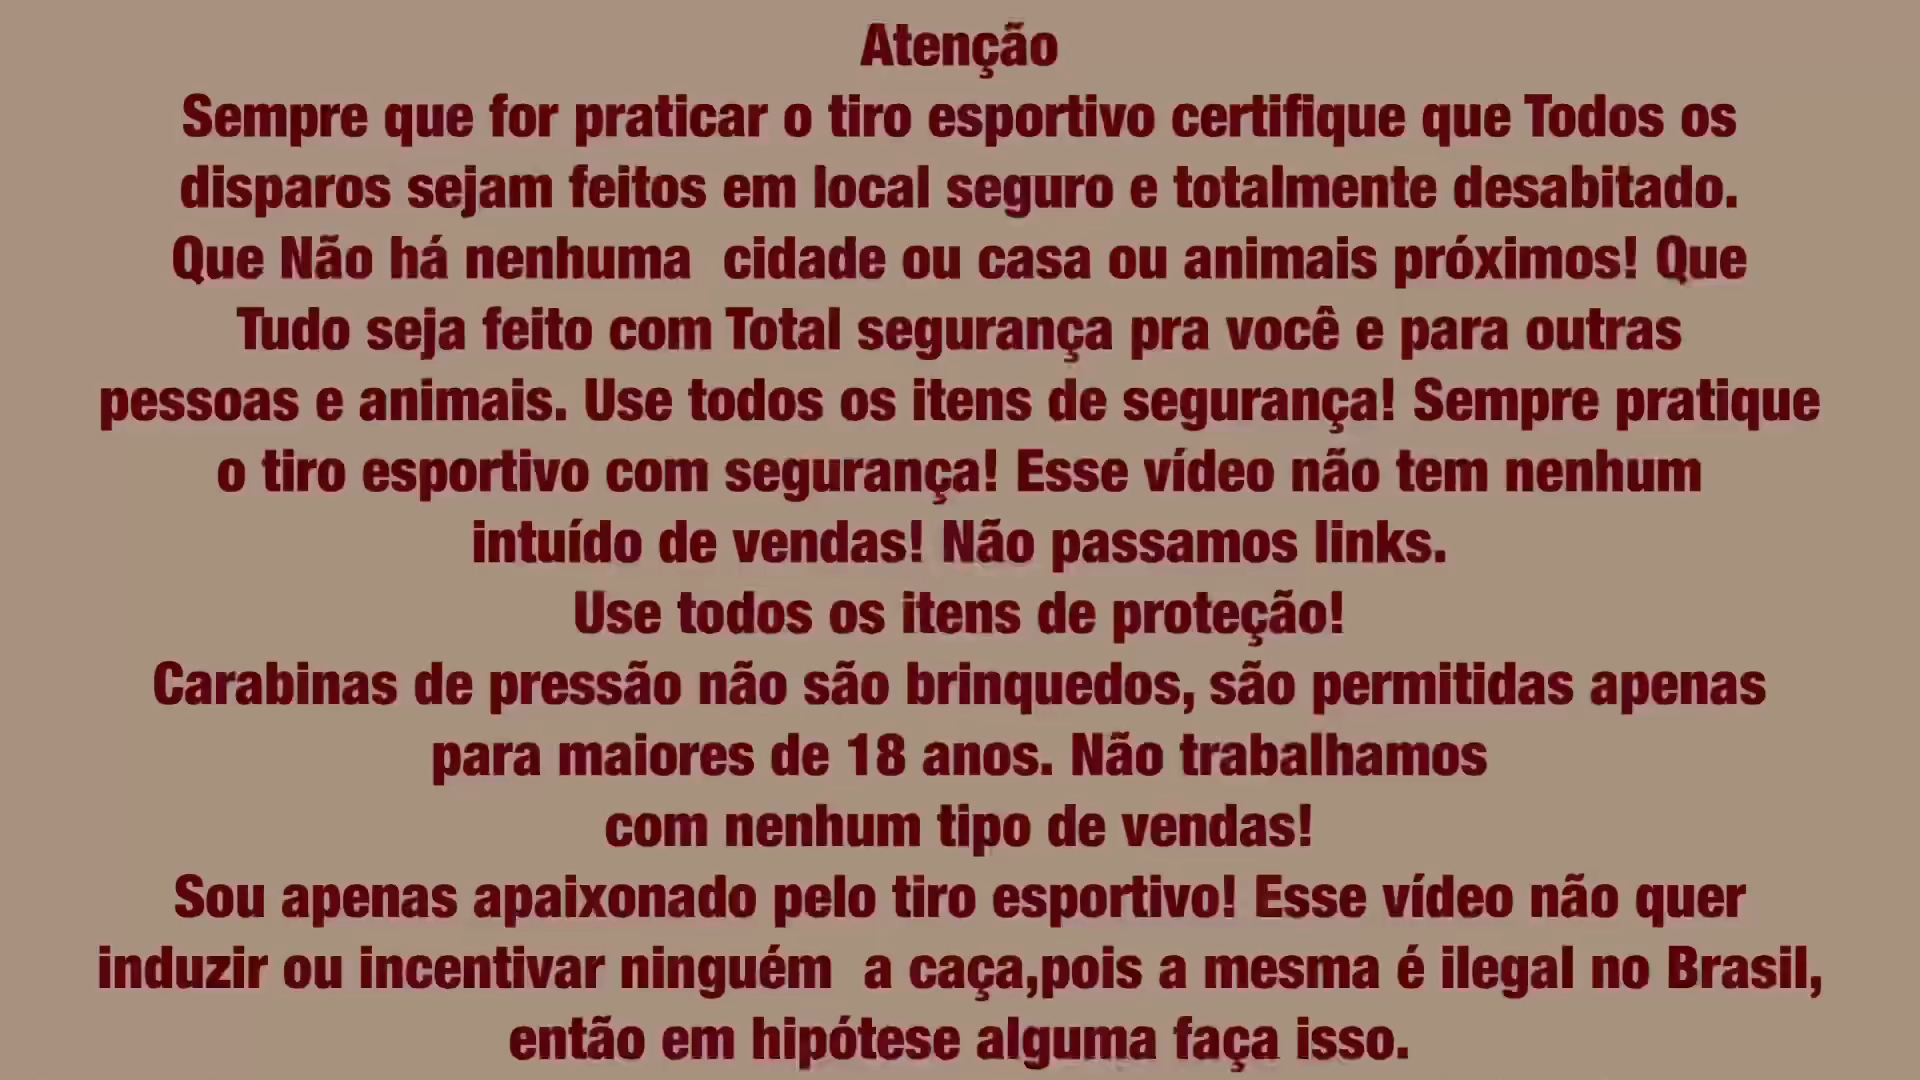 Atenção
Sempre que for praticar o tiro esportivo certifique que Todos os
disparos sejam feitos em local seguro e totalmente desabitado.
Que Não há nenhuma  cidade ou casa ou animais próximos! Que
Tudo seja feito com Total segurança pra você e para outras
pessoas e animais. Use todos os itens de segurança! Sempre pratique
o tiro esportivo com segurança! Esse vídeo não tem nenhum
intuído de vendas! Não passamos links.
Use todos os itens de proteção!
Carabinas de pressão não são brinquedos, são permitidas apenas
para maiores de 18 anos. Não trabalhamos
com nenhum tipo de vendas!
Sou apenas apaixonado pelo tiro esportivo! Esse vídeo não quer
induzir ou incentivar ninguém  a caça,pois a mesma é ilegal no Brasil,
então em hipótese alguma faça isso.